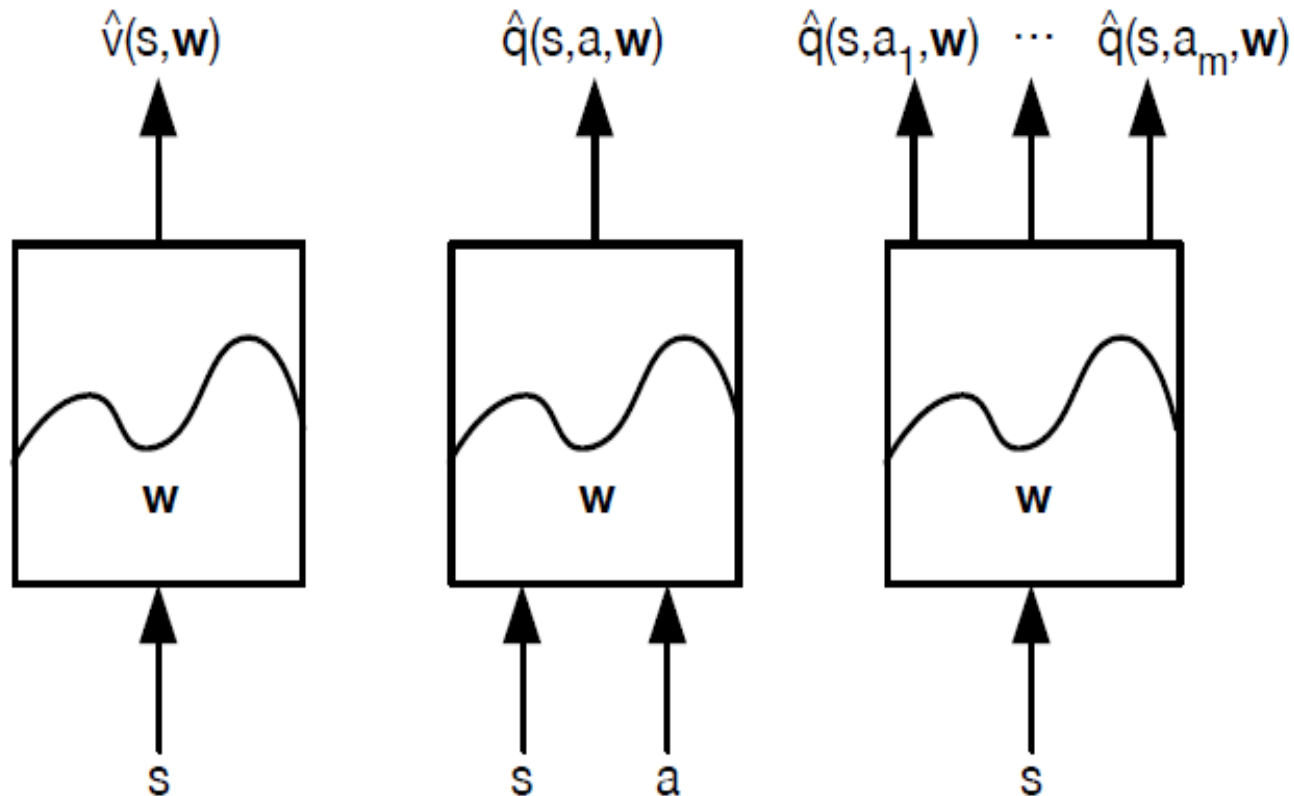 v̂(s,w) q̂(s,a,w) q̂(s,a₁,w) ··· q̂(s,aₘ,w)
w w w
s s a s